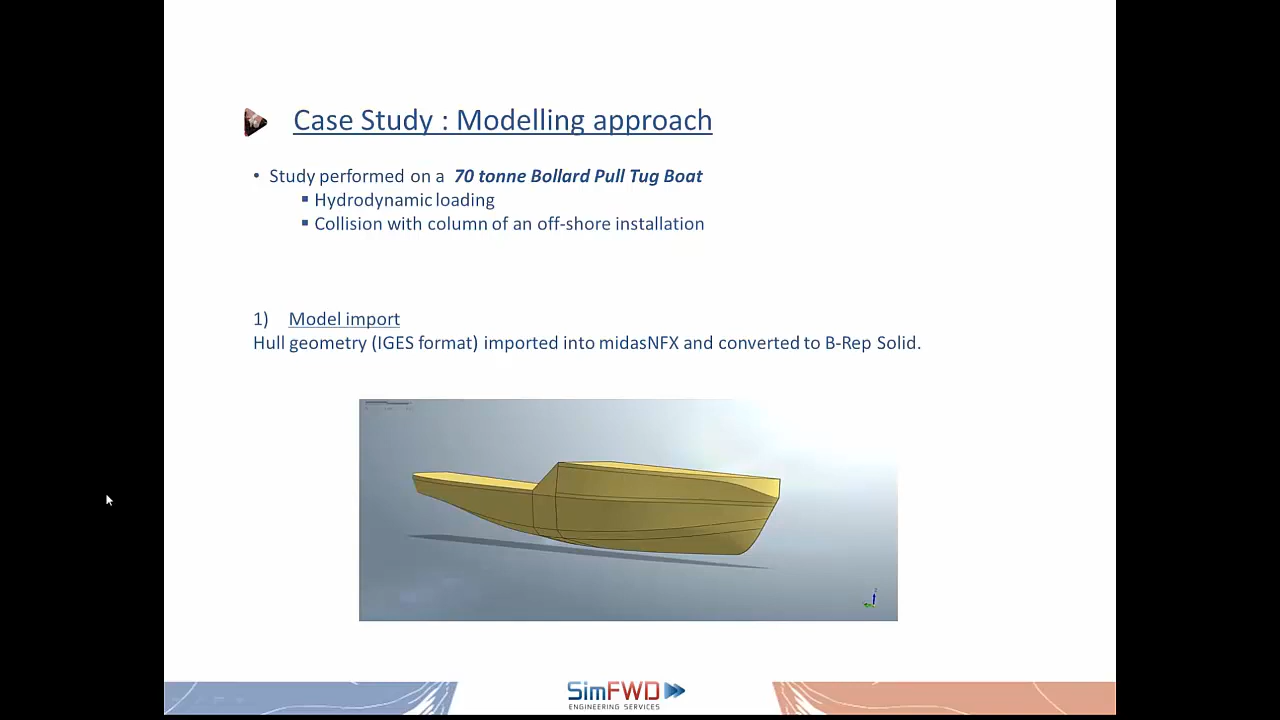 Case Study : Modelling approach
• Study performed on a 70 tonne Bollard Pull Tug Boat
▪ Hydrodynamic loading
▪ Collision with column of an off-shore installation
1) Model import
Hull geometry (IGES format) imported into midasNFX and converted to B-Rep Solid.
SimFWD
ENGINEERING SERVICES